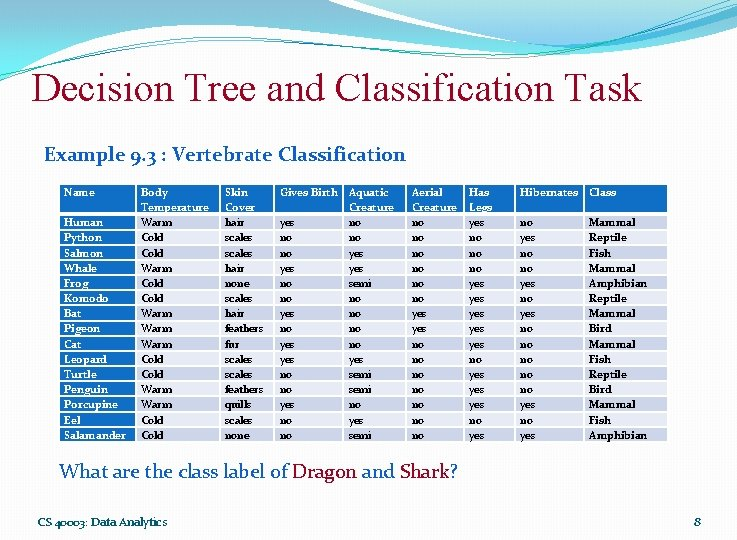 Decision Tree and Classification Task
Example 9.3 : Vertebrate Classification
Name Body Temperature Skin Cover Gives Birth Aquatic Creature Aerial Creature Has Legs Hibernates Class
Human Warm hair yes no no yes no Mammal
Python Cold scales no no no no yes Reptile
Salmon Cold scales no yes no no no Fish
Whale Warm hair yes yes no no no Mammal
Frog Cold none no semi no yes yes Amphibian
Komodo Cold scales no no no yes no Reptile
Bat Warm hair yes no yes yes yes Mammal
Pigeon Warm feathers no no yes yes no Bird
Cat Warm fur yes no no yes no Mammal
Leopard Cold scales yes yes no no no Fish
Turtle Cold scales no semi no yes no Reptile
Penguin Warm feathers no semi no yes no Bird
Porcupine Warm quills yes no no yes yes Mammal
Eel Cold scales no yes no no no Fish
Salamander Cold none no semi no yes yes Amphibian
What are the class label of Dragon and Shark?
CS 40003: Data Analytics 8